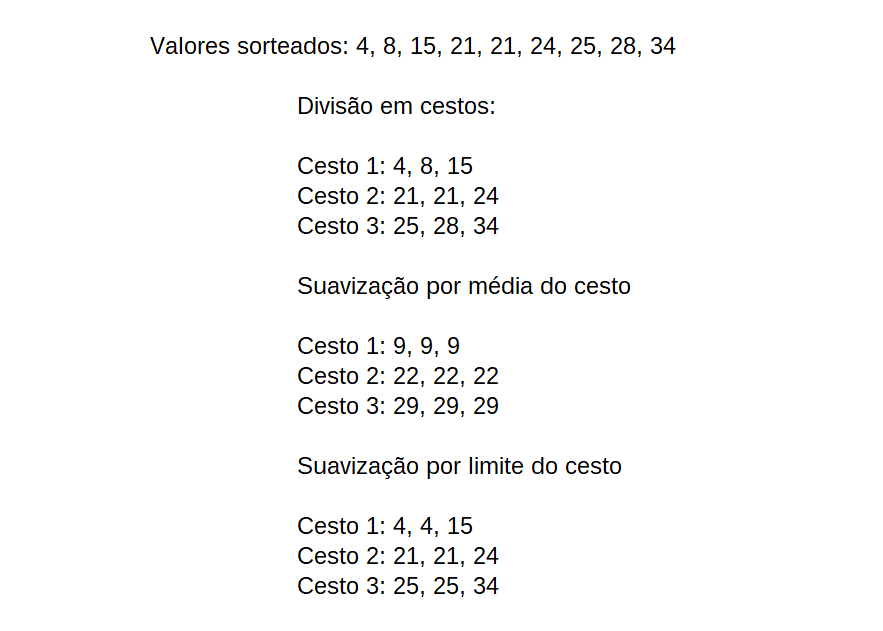 Valores sorteados: 4, 8, 15, 21, 21, 24, 25, 28, 34
Divisão em cestos:
Cesto 1: 4, 8, 15
Cesto 2: 21, 21, 24
Cesto 3: 25, 28, 34
Suavização por média do cesto
Cesto 1: 9, 9, 9
Cesto 2: 22, 22, 22
Cesto 3: 29, 29, 29
Suavização por limite do cesto
Cesto 1: 4, 4, 15
Cesto 2: 21, 21, 24
Cesto 3: 25, 25, 34